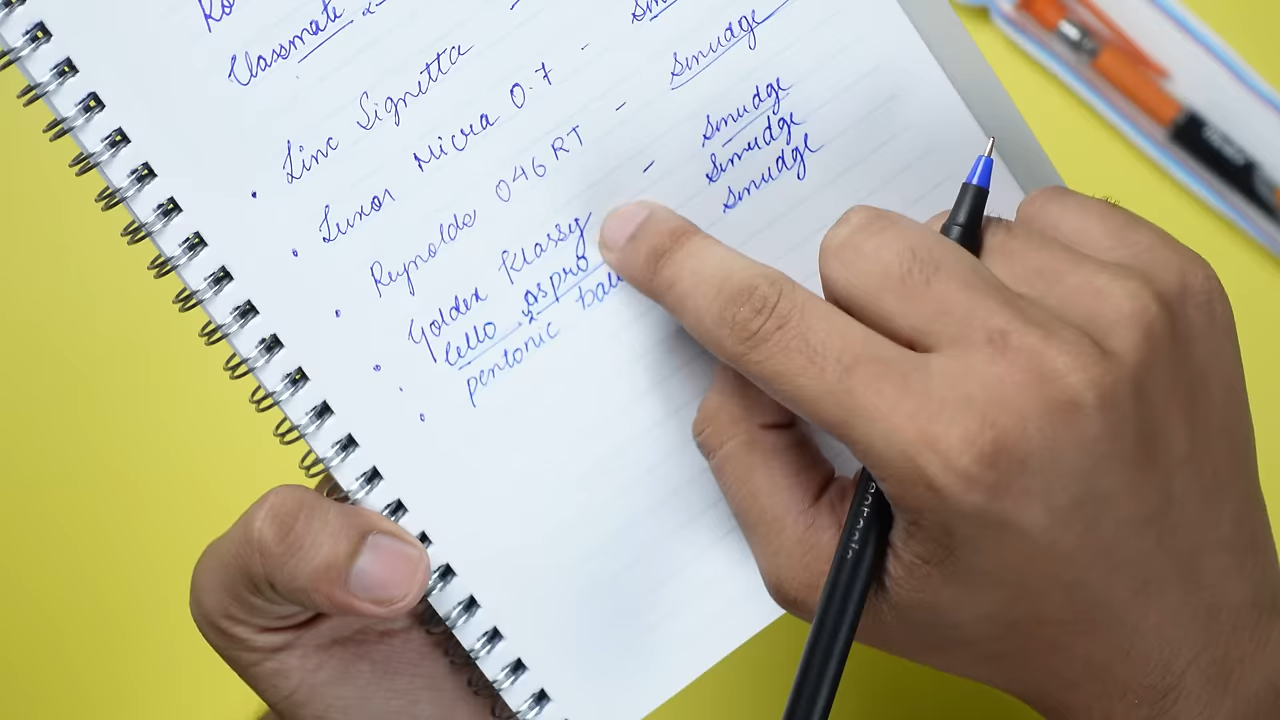 Classmate
Linc Signetta
Luxor Micra 0.7 - Smudge
Reynolds 046 RT - Smudge
Golden Klassy - Smudge
Cello Aspro Smudge
pentonic ball Smudge